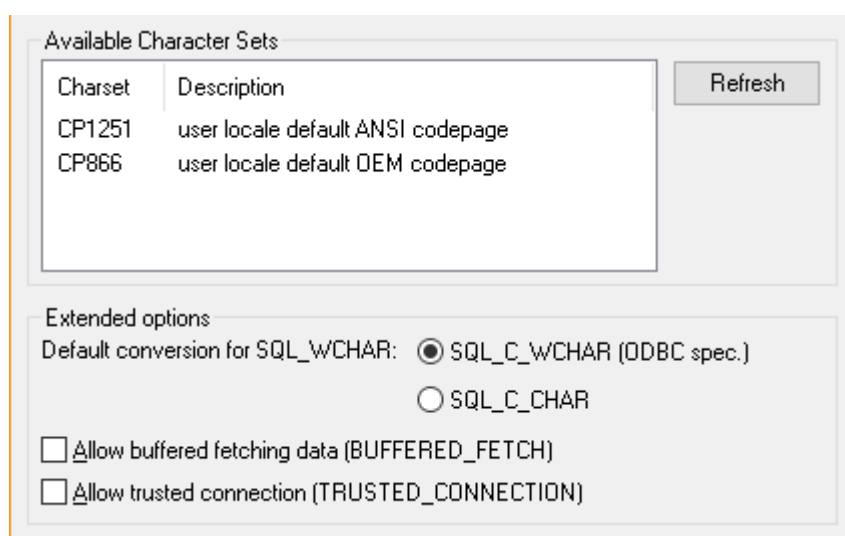 Available Character Sets
Charset Description
Refresh
CP1251 user locale default ANSI codepage
CP866 user locale default OEM codepage
Extended options
Default conversion for SQL_WCHAR: SQL_C_WCHAR (ODBC spec.)
SQL_C_CHAR
Allow buffered fetching data (BUFFERED_FETCH)
Allow trusted connection (TRUSTED_CONNECTION)